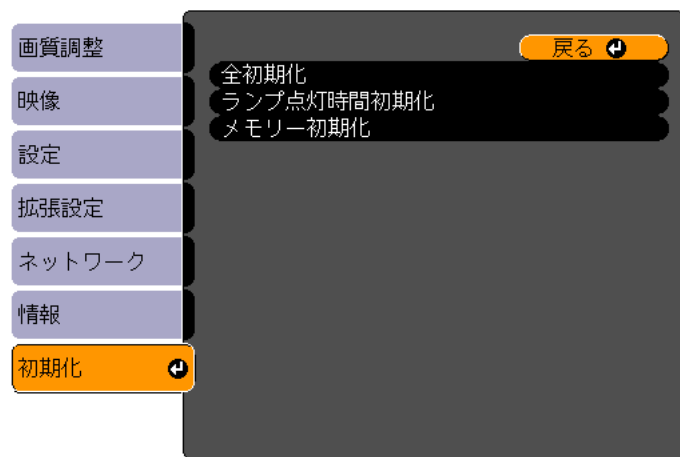 画質調整
映像
設定
拡張設定
ネットワーク
情報
初期化
戻る
全初期化
ランプ点灯時間初期化
メモリー初期化